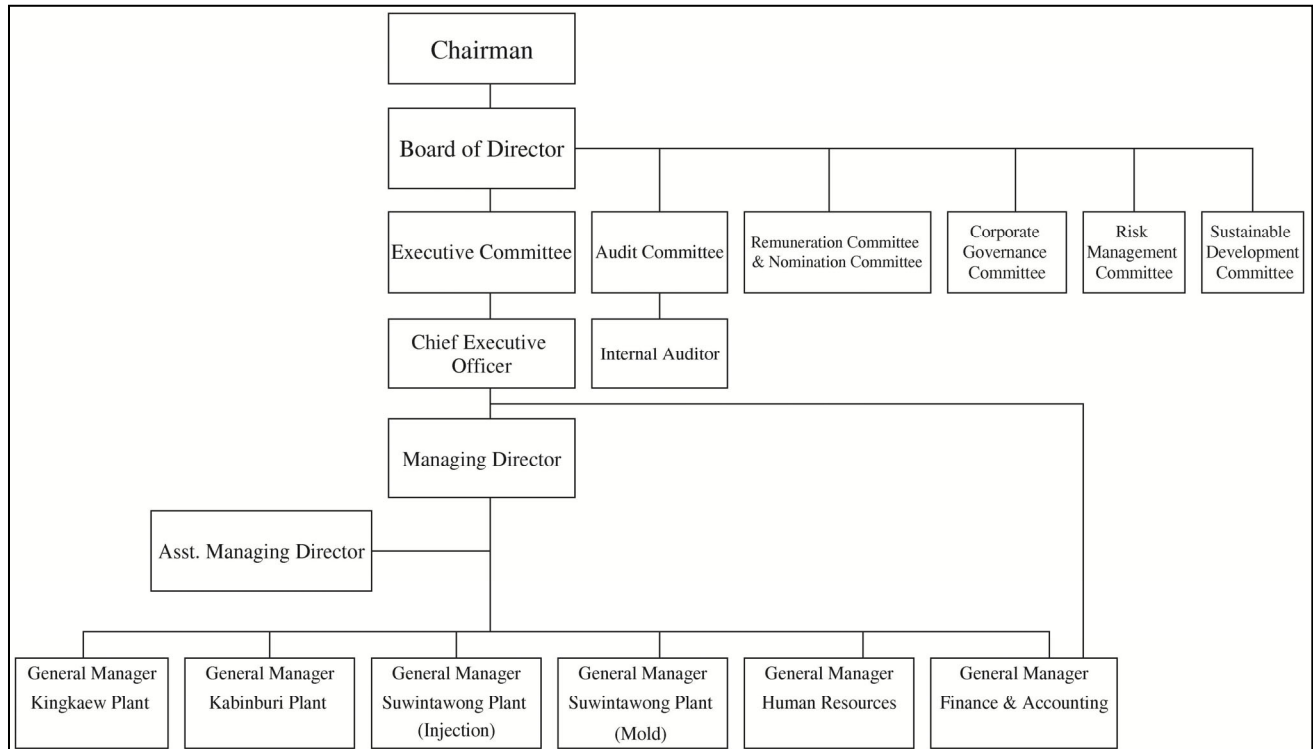 Chairman
Board of Director
Executive Committee
Audit Committee
Remuneration Committee
& Nomination Committee
Corporate
Governance
Committee
Risk
Management
Committee
Sustainable
Development
Committee
Chief Executive
Officer
Internal Auditor
Managing Director
Asst. Managing Director
General Manager
Kingkaew Plant
General Manager
Kabinburi Plant
General Manager
Suwintawong Plant
(Injection)
General Manager
Suwintawong Plant
(Mold)
General Manager
Human Resources
General Manager
Finance & Accounting